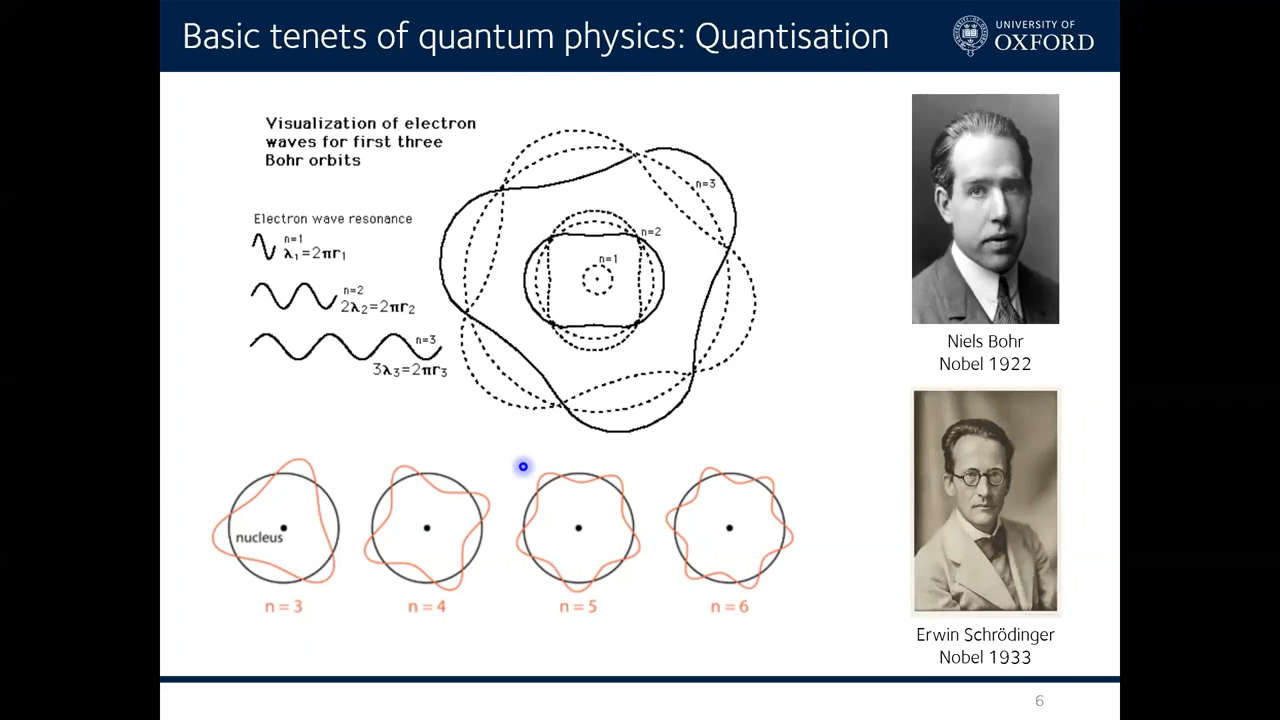 Basic tenets of quantum physics: Quantisation
UNIVERSITY OF
OXFORD
Visualization of electron
waves for first three
Bohr orbits
Electron wave resonance
n=1
λ₁=2πr₁
n=2
2λ₂=2πr₂
n=3
3λ₃=2πr₃
n=3
n=2
n=1
Niels Bohr
Nobel 1922
nucleus
n = 3
n = 4
n = 5
n = 6
Erwin Schrödinger
Nobel 1933
6